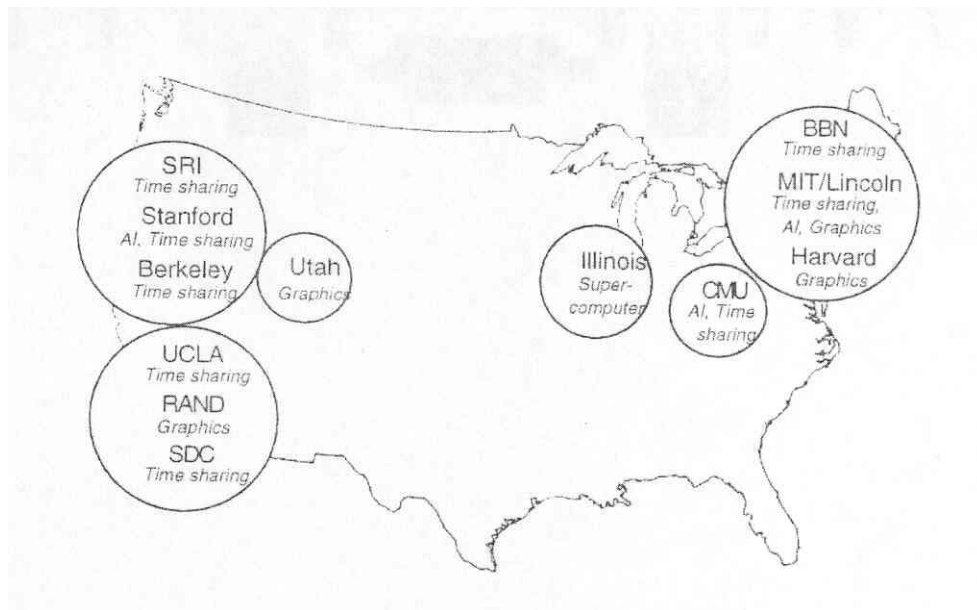 SRI
Time sharing
Stanford
AI, Time sharing
Berkeley
Time sharing
Utah
Graphics
UCLA
Time sharing
RAND
Graphics
SDC
Time sharing
Illinois
Super-
computer
CMU
AI, Time
sharing
BBN
Time sharing
MIT/Lincoln
Time sharing,
AI, Graphics
Harvard
Graphics